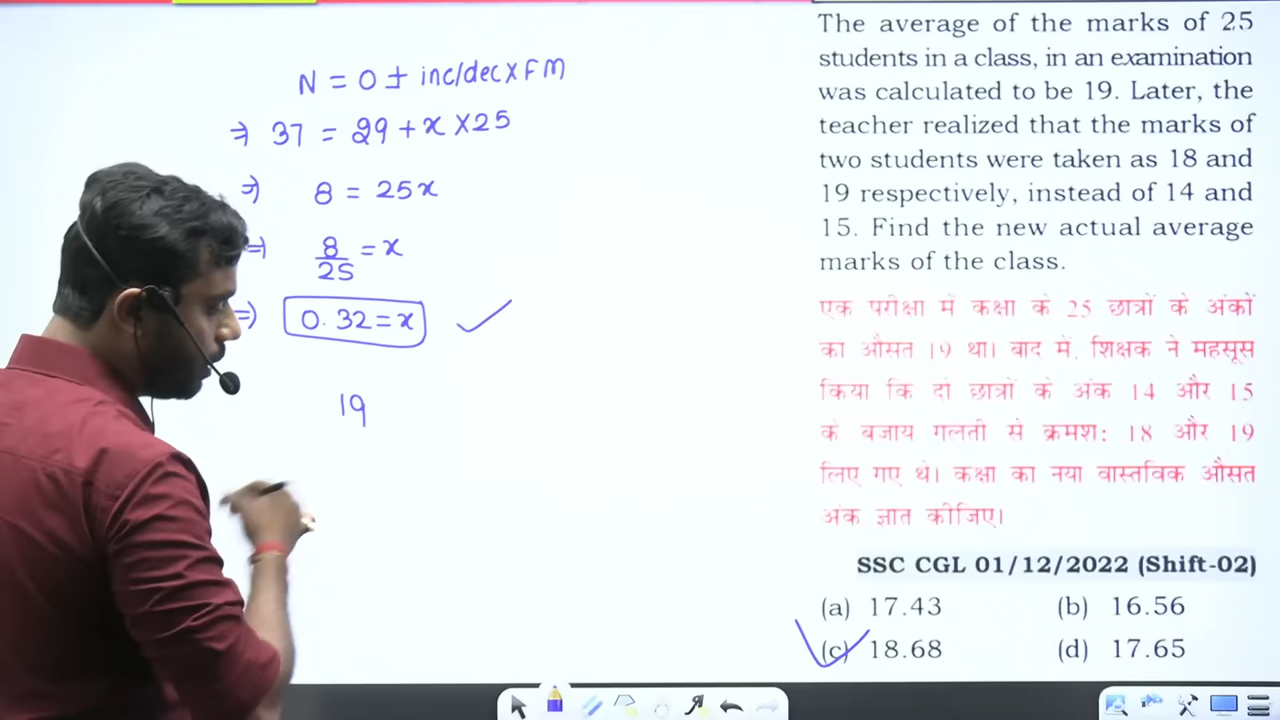 N = 0 ± inc/dec x FM
⇒ 37 = 29 + x × 25
⇒ 8 = 25x
⇒ 8/25 = x
⇒ 0.32 = x
19
The average of the marks of 25
students in a class, in an examination
was calculated to be 19. Later, the
teacher realized that the marks of
two students were taken as 18 and
19 respectively, instead of 14 and
15. Find the new actual average
marks of the class.
एक परीक्षा में कक्षा के 25 छात्रों के अंकों
का औसत 19 था। बाद में, शिक्षक ने महसूस
किया कि दो छात्रों के अंक 14 और 15
के बजाय गलती से क्रमश: 18 और 19
लिए गए थे। कक्षा का नया वास्तविक औसत
अंक ज्ञात कीजिए।
SSC CGL 01/12/2022 (Shift-02)
(a) 17.43 (b) 16.56
(c) 18.68 (d) 17.65